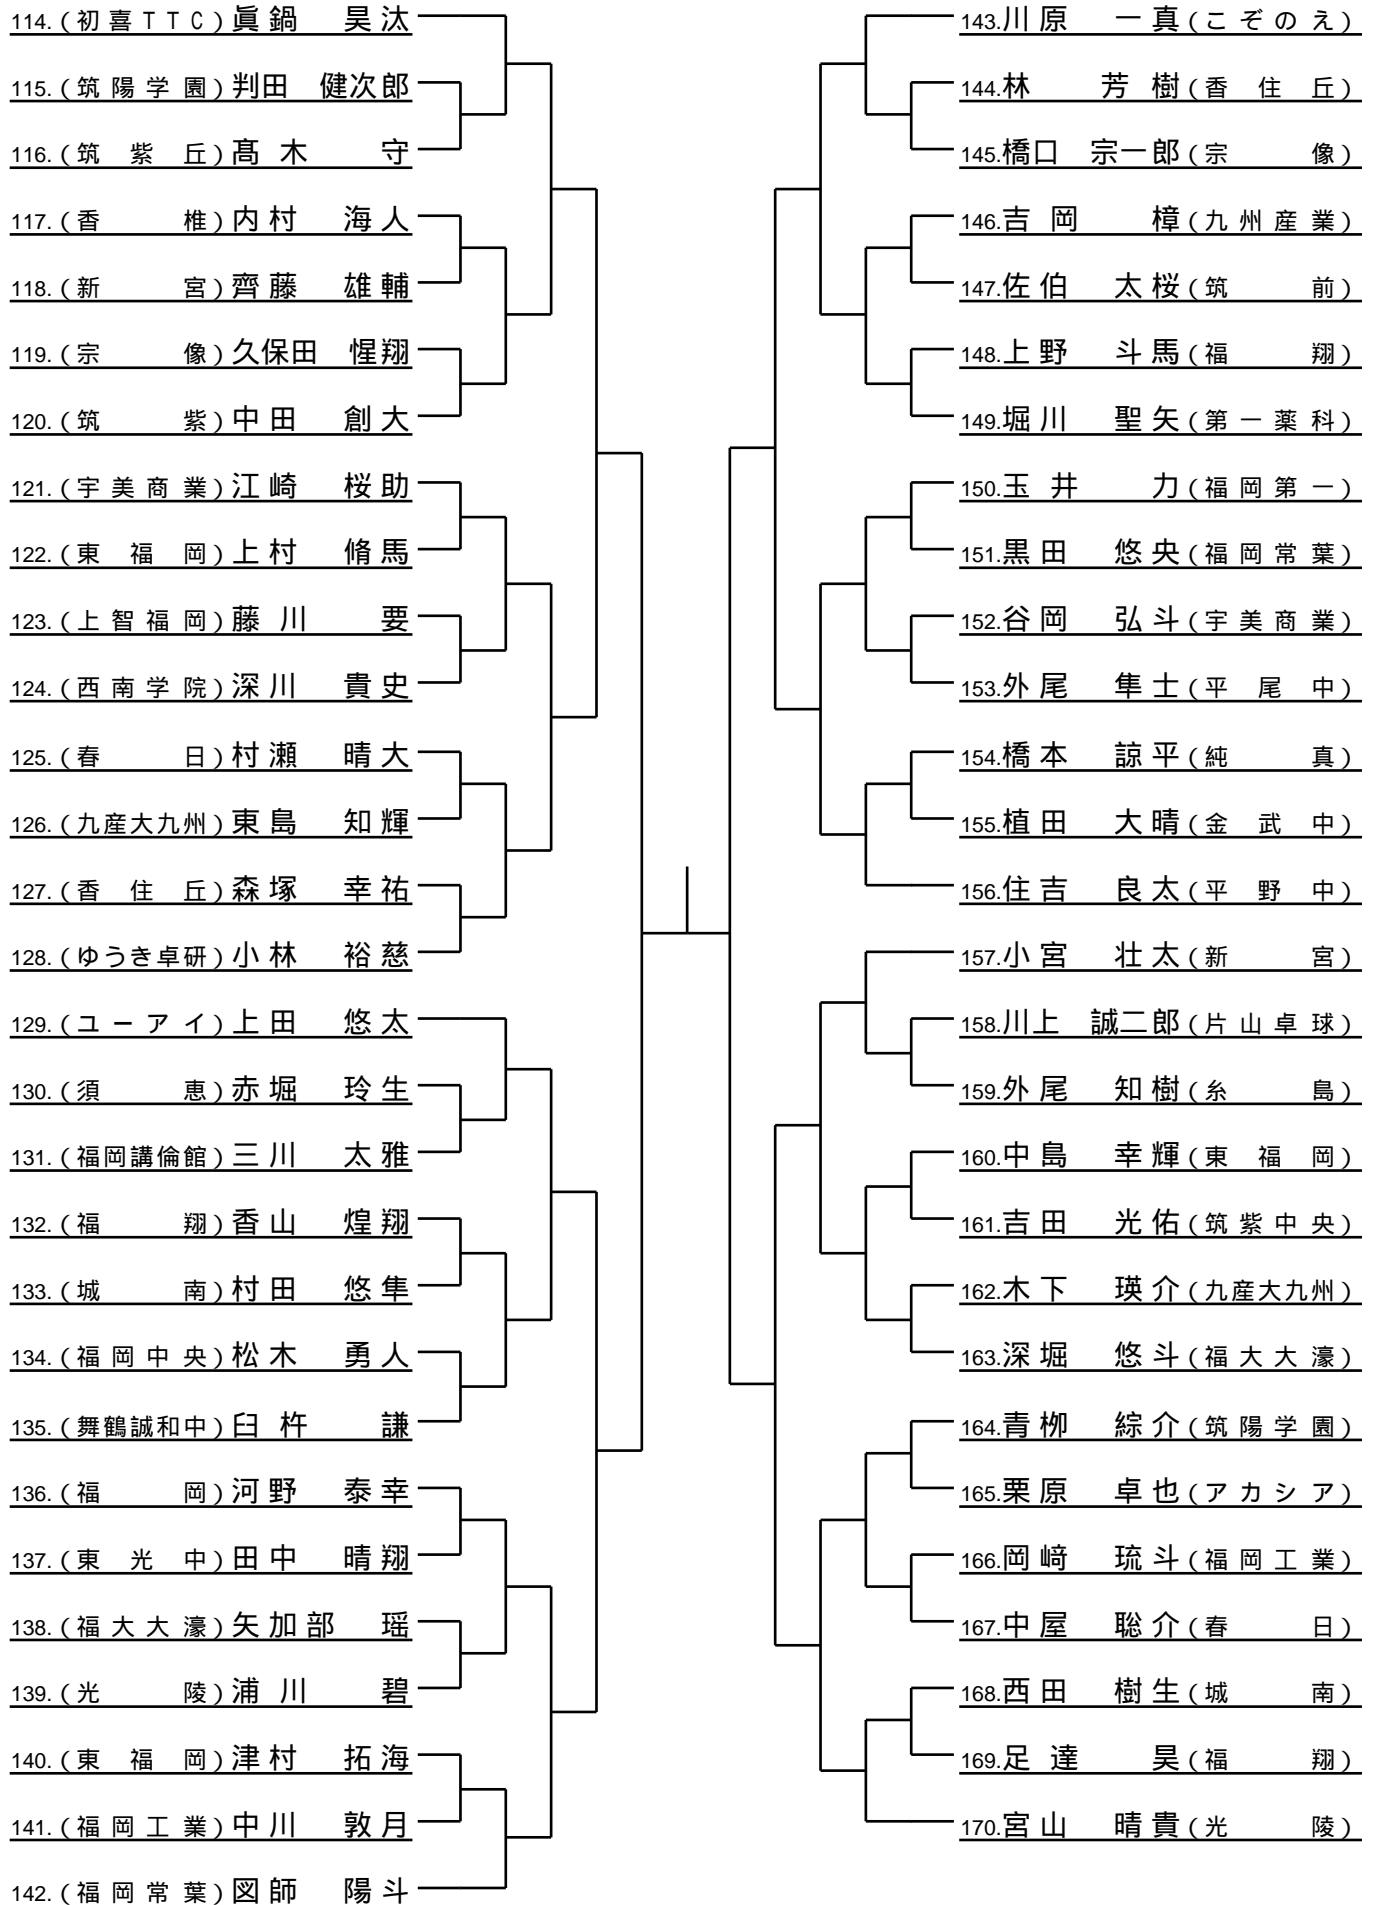 114.(初喜TTC)眞鍋 昊汰
115.(筑陽学園)判田 健次郎
116.(筑紫丘)髙木 守
117.(香椎)内村 海人
118.(新宮)齊藤 雄輔
119.(宗像)久保田 惺翔
120.(筑紫)中田 創大
121.(宇美商業)江崎 桜助
122.(東福岡)上村 脩馬
123.(上智福岡)藤川 要
124.(西南学院)深川 貴史
125.(春日)村瀬 晴大
126.(九産大九州)東島 知輝
127.(香住丘)森塚 幸祐
128.(ゆうき卓研)小林 裕慈
129.(ユーアイ)上田 悠太
130.(須恵)赤堀 玲生
131.(福岡講倫館)三川 太雅
132.(福翔)香山 煌翔
133.(城南)村田 悠隼
134.(福岡中央)松木 勇人
135.(舞鶴誠和中)臼杵 謙
136.(福岡)河野 泰幸
137.(東光中)田中 晴翔
138.(福大大濠)矢加部 瑶
139.(光陵)浦川 碧
140.(東福岡)津村 拓海
141.(福岡工業)中川 敦月
142.(福岡常葉)図師 陽斗
143.川原 一真(こぞのえ)
144.林 芳樹(香住丘)
145.橋口 宗一郎(宗像)
146.吉岡 樟(九州産業)
147.佐伯 太桜(筑前)
148.上野 斗馬(福翔)
149.堀川 聖矢(第一薬科)
150.玉井 力(福岡第一)
151.黒田 悠央(福岡常葉)
152.谷岡 弘斗(宇美商業)
153.外尾 隼士(平尾中)
154.橋本 諒平(純真)
155.植田 大晴(金武中)
156.住吉 良太(平野中)
157.小宮 壮太(新宮)
158.川上 誠二郎(片山卓球)
159.外尾 知樹(糸島)
160.中島 幸輝(東福岡)
161.吉田 光佑(筑紫中央)
162.木下 瑛介(九産大九州)
163.深堀 悠斗(福大大濠)
164.青栁 綜介(筑陽学園)
165.栗原 卓也(アカシア)
166.岡﨑 琉斗(福岡工業)
167.中屋 聡介(春日)
168.西田 樹生(城南)
169.足達 昊(福翔)
170.宮山 晴貴(光陵)